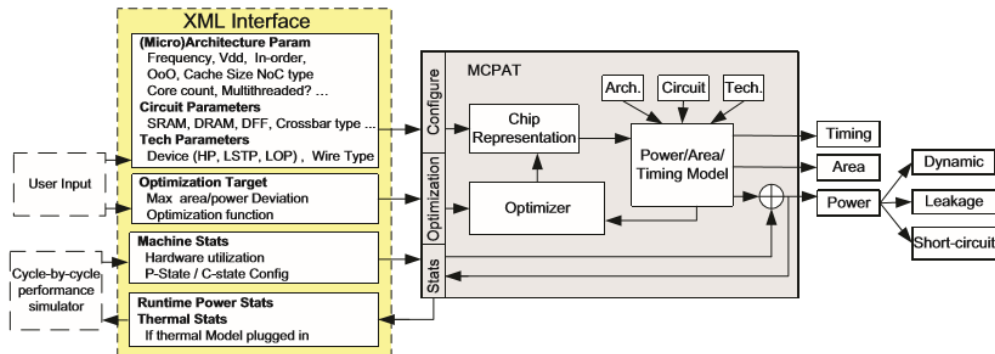 XML Interface
(Micro)Architecture Param
Frequency, Vdd, In-order,
OoO, Cache Size NoC type
Core count, Multithreaded? ...
Circuit Parameters
SRAM, DRAM, DFF, Crossbar type ...
Tech Parameters
Device (HP, LSTP, LOP) , Wire Type
User Input
Optimization Target
Max area/power Deviation
Optimization function
Machine Stats
Hardware utilization
P-State / C-state Config
Cycle-by-cycle
performance
simulator
Runtime Power Stats
Thermal Stats
If thermal Model plugged in
Configure
Optimization
Stats
MCPAT
Arch.
Circuit
Tech.
Chip
Representation
Power/Area/
Timing Model
Optimizer
Timing
Area
Power
Dynamic
Leakage
Short-circuit